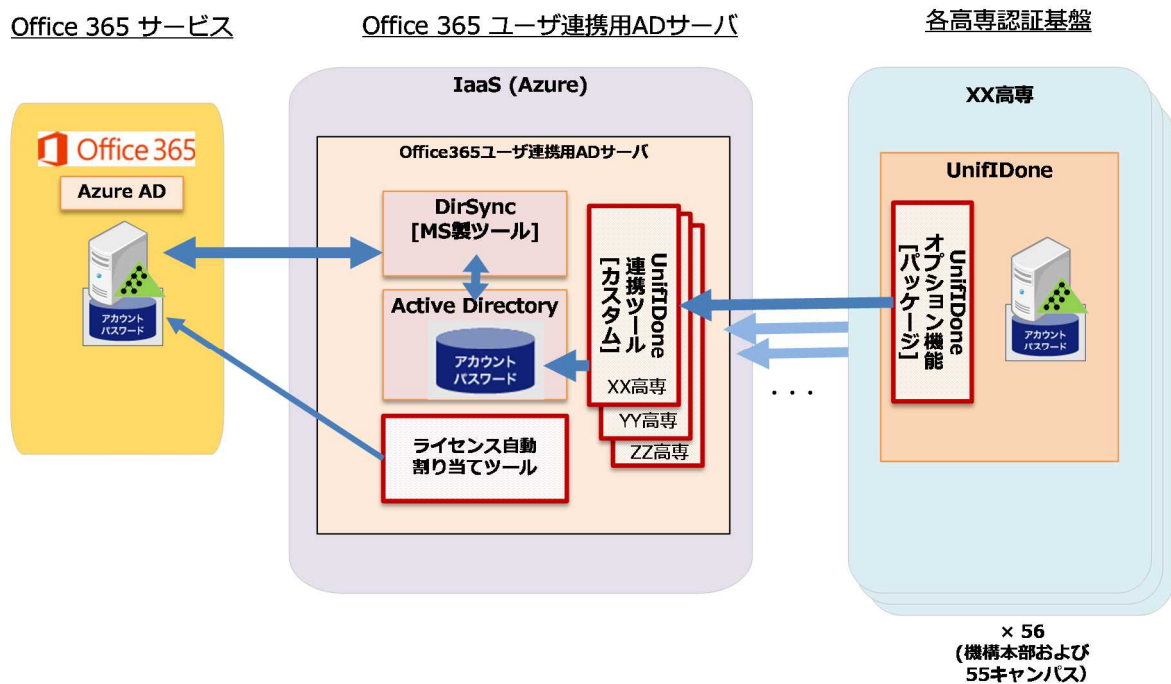 Office 365 サービス
Office 365 ユーザ連携用ADサーバ
各高専認証基盤
Office 365
Azure AD
アカウント
パスワード
IaaS (Azure)
Office365ユーザ連携用ADサーバ
DirSync
[MS製ツール]
Active Directory
アカウント
パスワード
ライセンス自動
割り当てツール
UnifIDone
連携ツール
[カスタム]
XX高専
YY高専
ZZ高専
・・・
XX高専
UnifIDone
UnifIDone
オプション機能
[パッケージ]
アカウント
パスワード
× 56
(機構本部および
55キャンパス)